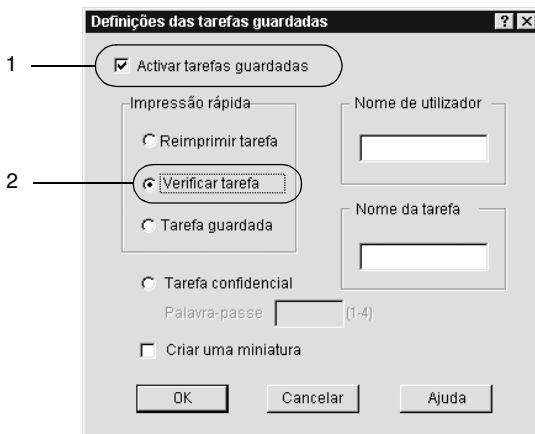 Definições das tarefas guardadas
1
Activar tarefas guardadas
Impressão rápida
Nome de utilizador
Reimprimir tarefa
2
Verificar tarefa
Nome da tarefa
Tarefa guardada
Tarefa confidencial
Palavra-passe (1-4)
Criar uma miniatura
OK Cancelar Ajuda